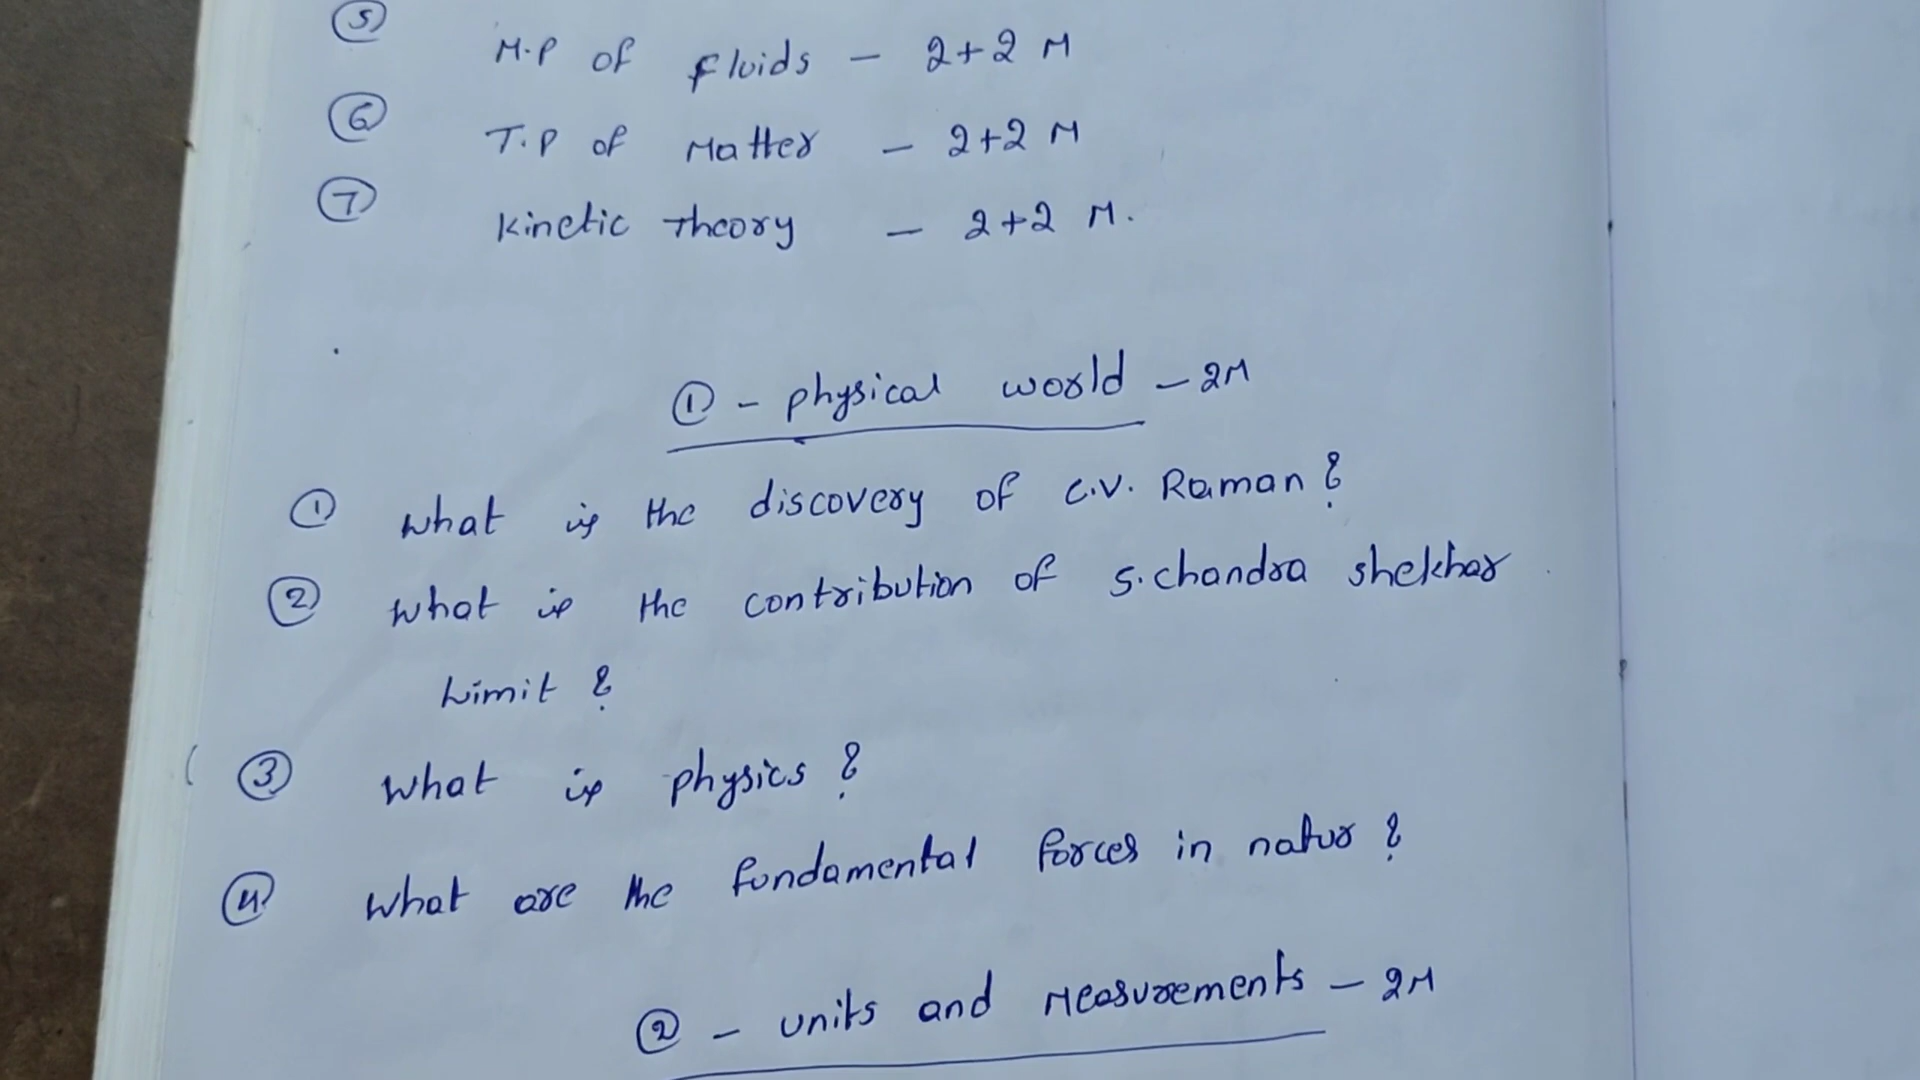 5 M.P of Fluids - 2+2 M
6 T.P of Matter - 2+2 M
7 Kinetic Theory - 2+2 M.
1 - physical world - 2M
1 what is the discovery of C.V. Raman ?
2 what is the contribution of S.chandra shekhar
Limit ?
3 what is physics ?
4 what are the fundamental forces in natur ?
2 - units and Measurements - 2M